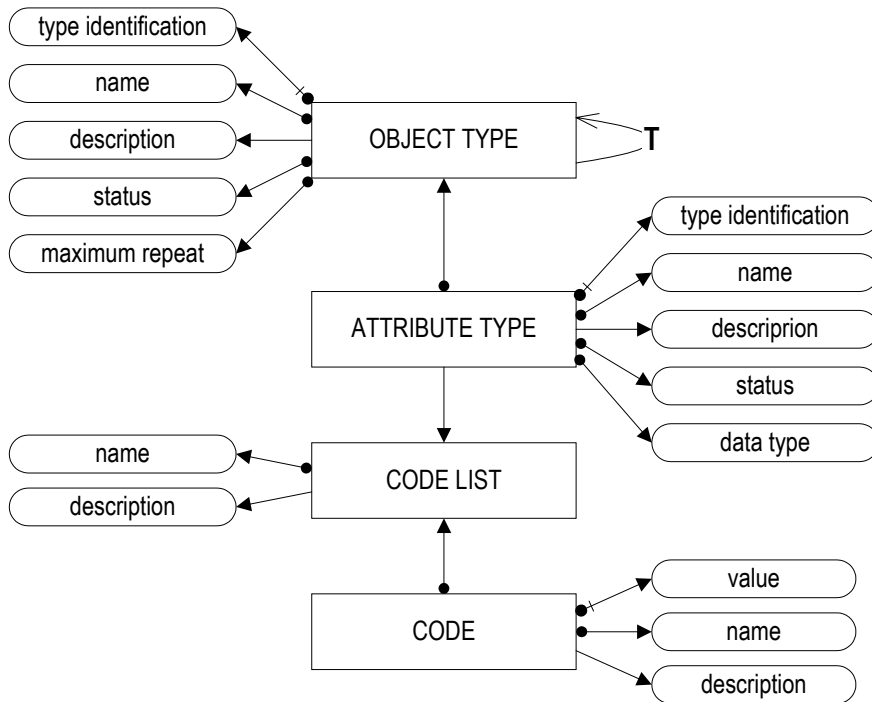 type identification
name
description
status
maximum repeat
OBJECT TYPE
T
type identification
name
descriprion
status
data type
ATTRIBUTE TYPE
name
description
CODE LIST
value
name
description
CODE